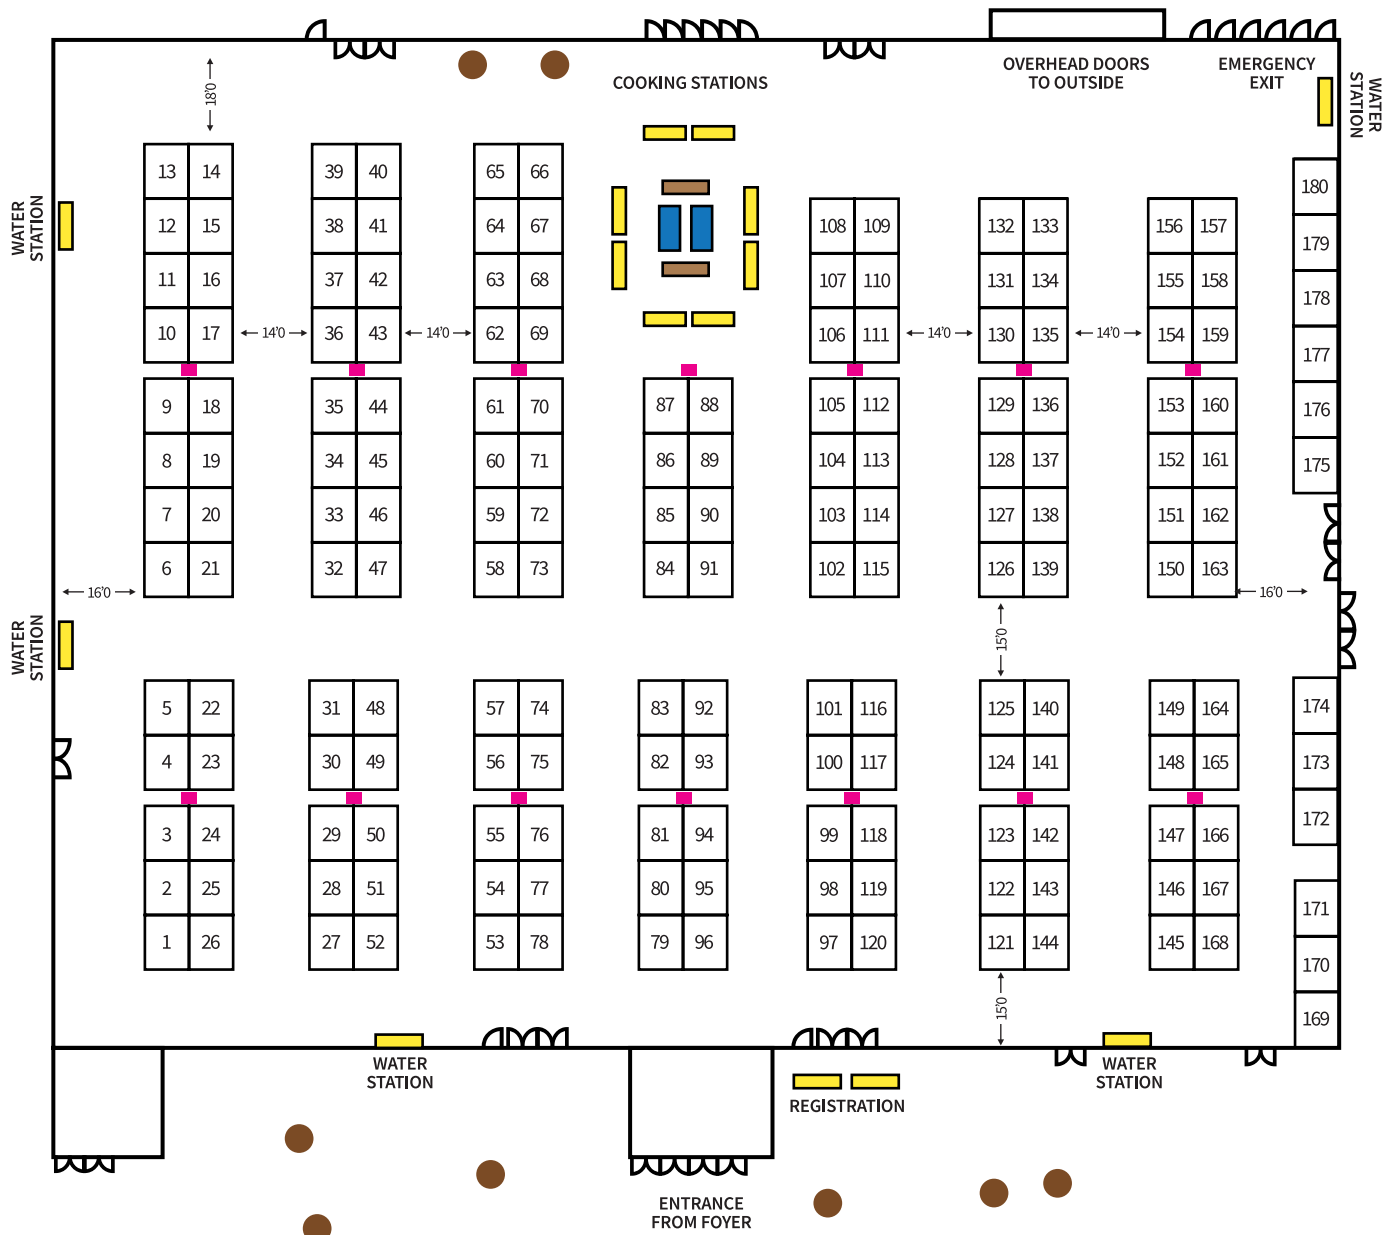 COOKING STATIONS
OVERHEAD DOORS
TO OUTSIDE
EMERGENCY
EXIT
WATER
STATION
18'0
13 14 39 40 65 66
180
WATER
STATION
12 15 38 41 64 67 108 109 132 133 156 157
179
11 16 37 42 63 68 107 110 131 134 155 158
178
10 17 14'0 36 43 14'0 62 69 106 111 14'0 130 135 14'0 154 159
177
9 18 35 44 61 70 87 88 105 112 129 136 153 160
176
8 19 34 45 60 71 86 89 104 113 128 137 152 161
175
7 20 33 46 59 72 85 90 103 114 127 138 151 162
6 21 32 47 58 73 84 91 102 115 126 139 150 163
16'0 16'0
15'0
WATER
STATION
5 22 31 48 57 74 83 92 101 116 125 140 149 164 174
4 23 30 49 56 75 82 93 100 117 124 141 148 165 173
172
3 24 29 50 55 76 81 94 99 118 123 142 147 166
2 25 28 51 54 77 80 95 98 119 122 143 146 167
171
1 26 27 52 53 78 79 96 97 120 121 144 145 168
170
15'0
169
WATER
STATION
WATER
STATION
REGISTRATION
ENTRANCE
FROM FOYER